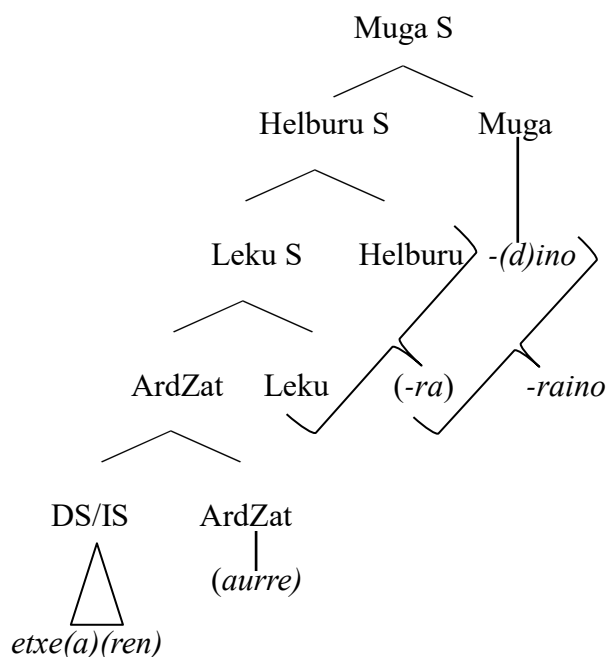 Muga S
Helburu S Muga
Leku S Helburu -(d)ino
ArdZat Leku (-ra) -raino
DS/IS ArdZat
(aurre)
etxe(a)(ren)